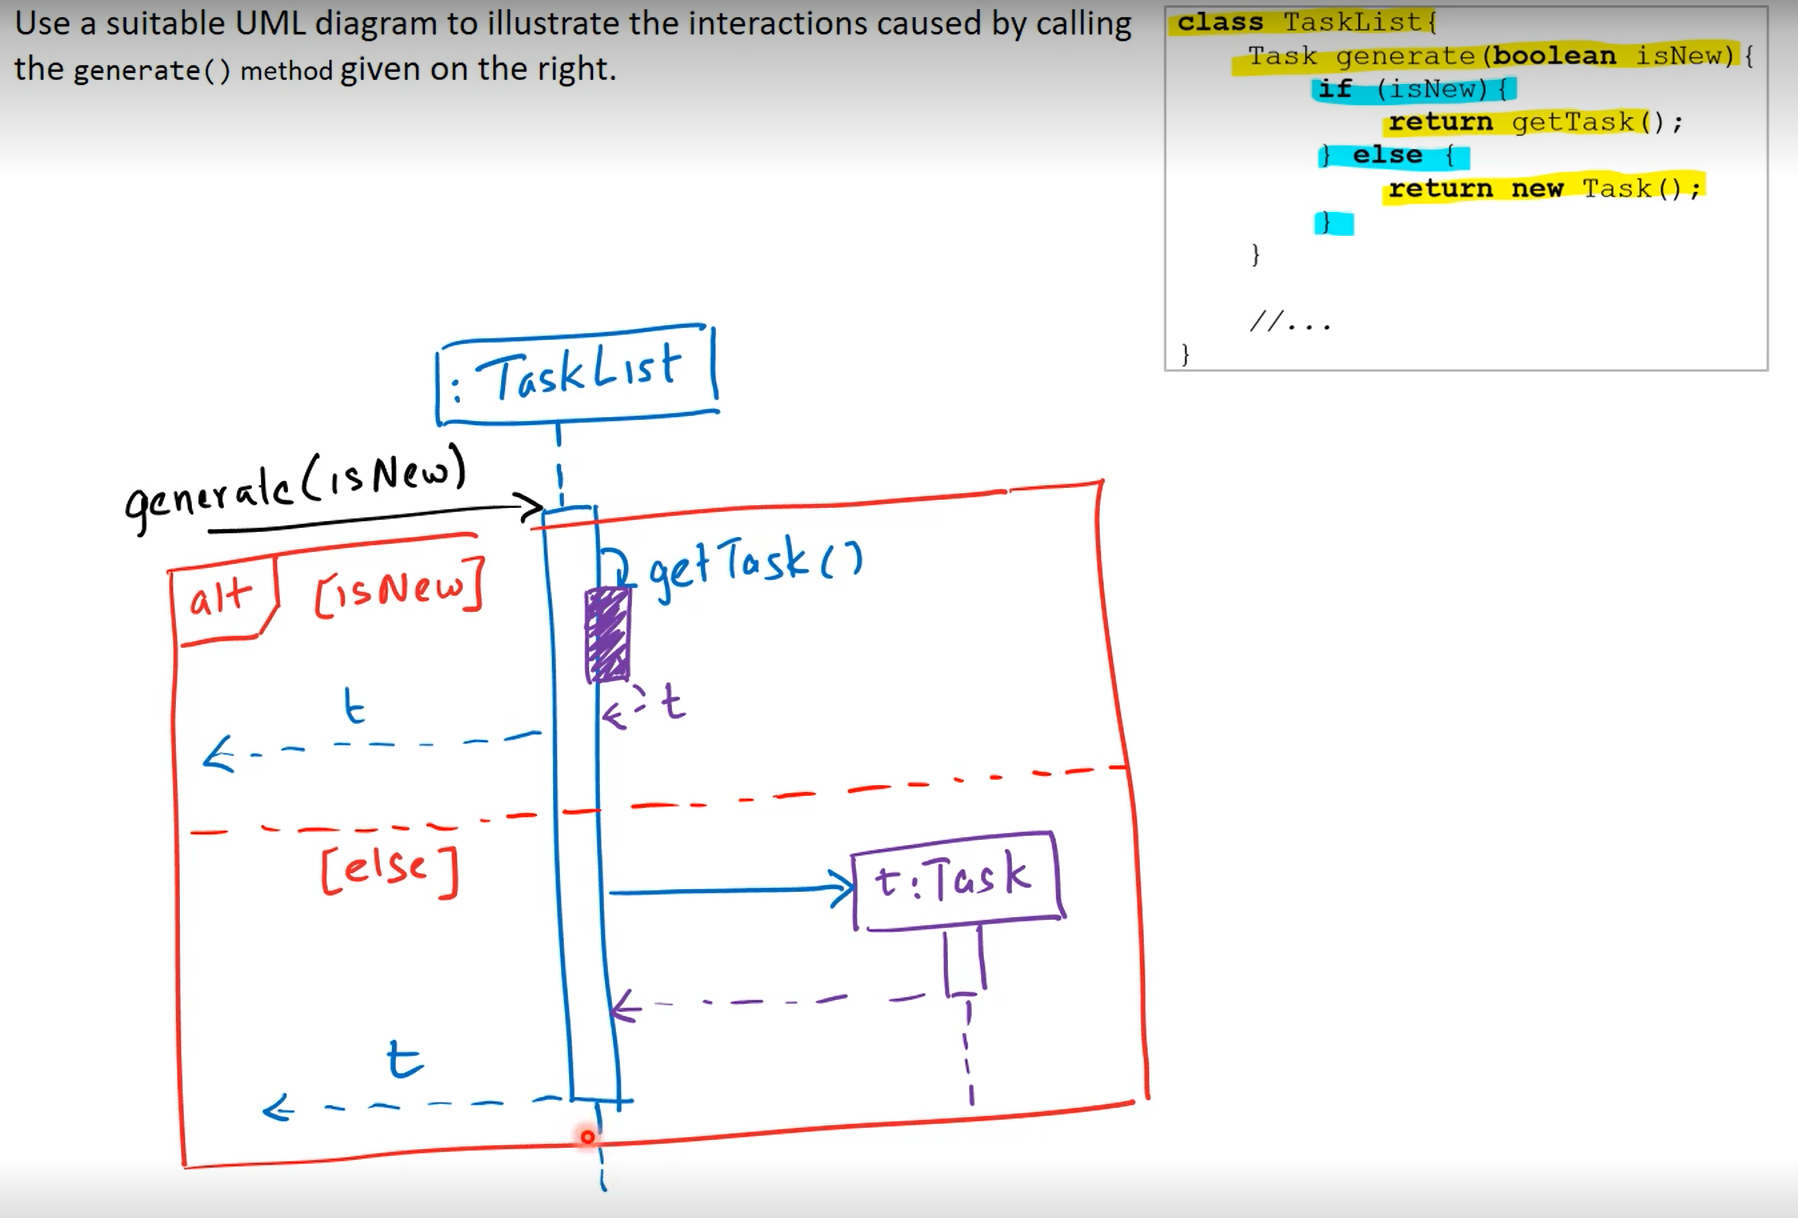 Use a suitable UML diagram to illustrate the interactions caused by calling
the generate() method given on the right.
class TaskList{
Task generate(boolean isNew){
if (isNew){
return getTask();
} else {
return new Task();
}
}
//...
}
: TaskList
generate(isNew)
alt [isNew]
getTask()
t
t
[else]
t:Task
t